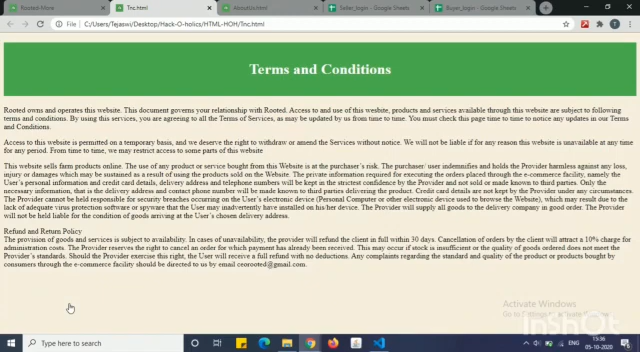 Rooted-More
Tnc.html
AboutUs.html
Seller_login - Google Sheets
Buyer_login - Google Sheets
File C:/Users/Tejaswi/Desktop/Hack-O-holics/HTML-HOH/Tnc.html
T
Terms and Conditions
Rooted owns and operates this website. This document governs your relationship with Rooted. Access to and use of this wesbite, products and services available through this website are subject to following
terms and conditions. By using this services, you are agreeing to all the Terms of Services, as may be updated by us from time to time. You must check this page time to time to notice any updates in our Terms
and Conditions.
Access to this website is permitted on a temporary basis, and we deserve the right to withdraw or amend the Services without notice. We will not be liable if for any reason this website is unavailable at any time
for any period. From time to time, we may restrict access to some parts of this website
This website sells farm products online. The use of any product or service bought from this Website is at the purchaser's risk. The purchaser/ user indemnifies and holds the Provider harmless against any loss,
injury or damages which may be sustained as a result of using the products sold on the Website. The private information required for executing the orders placed through the e-commerce facility, namely the
User's personal information and credit card details, delivery address and telephone numbers will be kept in the strictest confidence by the Provider and not sold or made known to third parties. Only the
necessary information, that is the delivery address and contact phone number will be made known to third parties delivering the product. Credit card details are not kept by the Provider under any circumstances.
The Provider cannot be held responsible for security breaches occurring on the User's electronic device (Personal Computer or other electronic device used to browse the Website), which may result due to the
lack of adequate virus protection software or spyware that the User may inadvertently have installed on his/her device. The Provider will supply all goods to the delivery company in good order. The Provider
will not be held liable for the condition of goods arriving at the User's chosen delivery address.
Refund and Return Policy
The provision of goods and services is subject to availability. In cases of unavailability, the provider will refund the client in full within 30 days. Cancellation of orders by the client will attract a 10% charge for
administration costs. The Provider reserves the right to cancel an order for which payment has already been received. This may occur if stock is insufficient or the quality of goods ordered does not meet the
Provider's standards. Should the Provider exercise this right, the User will receive a full refund with no deductions. Any complaints regarding the standard and quality of the product or products bought by
consumers through the e-commerce facility should be directed to us by email ceorooted@gmail.com.
Activate Windows
Go to Settings to activate Windows.
InShot
Type here to search
ENG
13:36
05-10-2020